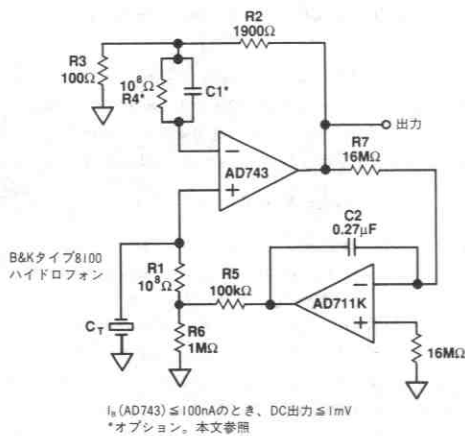 R2
1900Ω
R3
100Ω
10⁸Ω
R4*
C1*
AD743
出力
R7
16MΩ
C2
0.27μF
B&Kタイプ8100
ハイドロフォン
R1
10⁸Ω
R5
100kΩ
AD711K
CT
R6
1MΩ
16MΩ
IB(AD743)≦100nAのとき、DC出力≦1mV
*オプション。本文参照